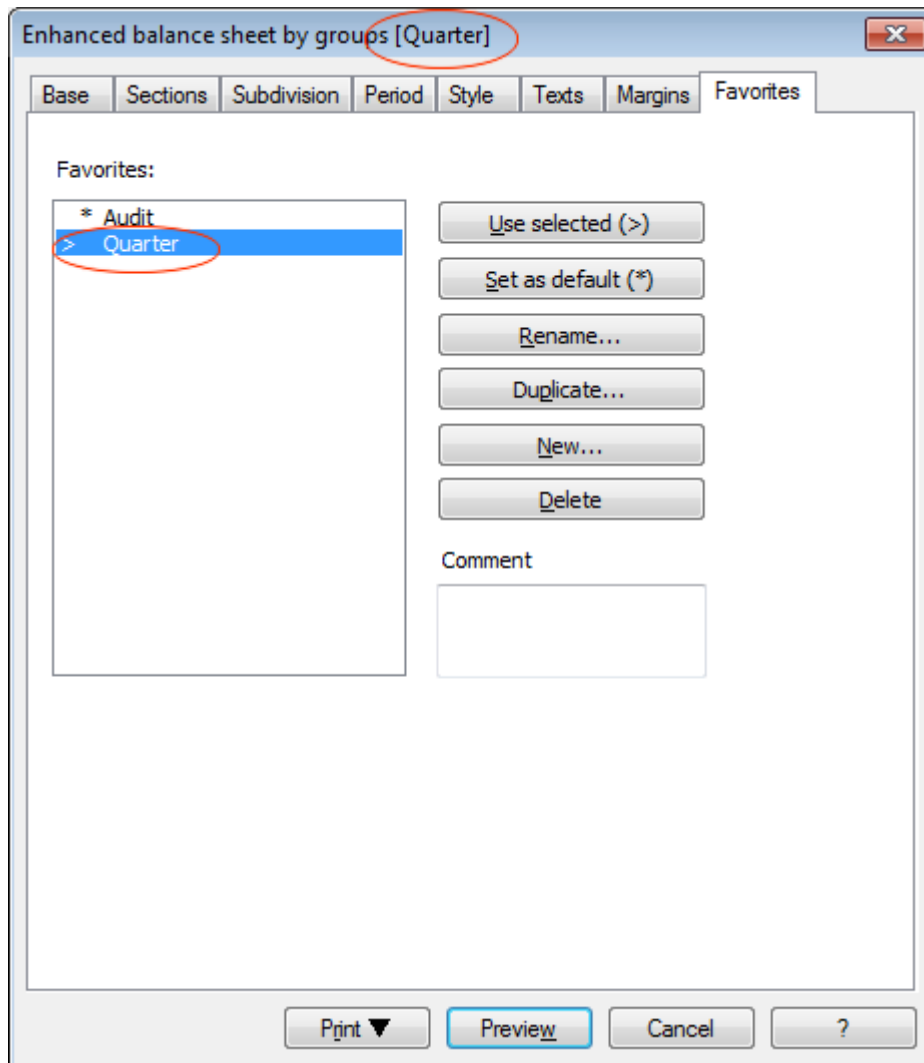 Enhanced balance sheet by groups [Quarter]
Base Sections Subdivision Period Style Texts Margins Favorites
Favorites:
* Audit
> Quarter
Use selected (>)
Set as default (*)
Rename...
Duplicate...
New...
Delete
Comment
Print ▼ Preview Cancel ?